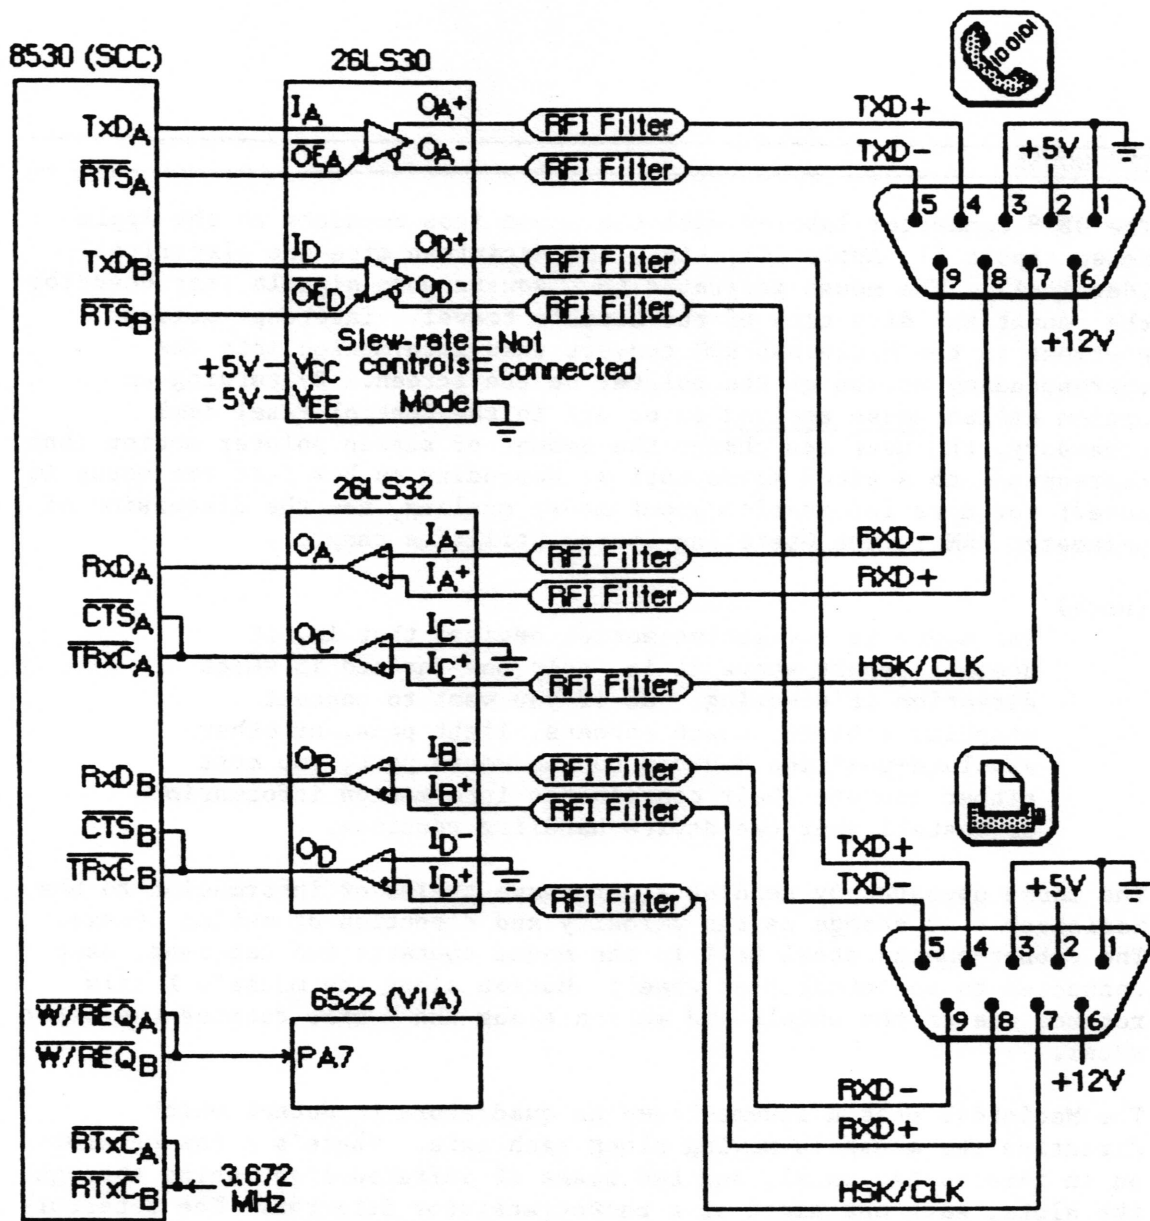 8530 (SCC)
26LS30
100101
TxDA
IA
OA+
RFI Filter
TXD+
OEA
OA-
RTSA
RFI Filter
TXD-
+5V
5 4 3 2 1
TxDB
ID
OD+
RFI Filter
9 8 7 6
OED
OD-
RTSB
RFI Filter
+12V
Slew-rate
controls
Not
connected
+5V
VCC
-5V
VEE
Mode
26LS32
RxDA
OA
IA-
RFI Filter
RXD-
IA+
RFI Filter
RXD+
CTSA
TRxCA
OC
IC-
IC+
RFI Filter
HSK/CLK
RxDB
OB
IB-
RFI Filter
IB+
RFI Filter
CTSB
TRxCB
OD
ID-
ID+
RFI Filter
TXD+
TXD-
+5V
5 4 3 2 1
9 8 7 6
+12V
W/REQA
W/REQB
6522 (VIA)
PA7
RXD-
RXD+
RTxCA
RTxCB
3.672
MHz
HSK/CLK